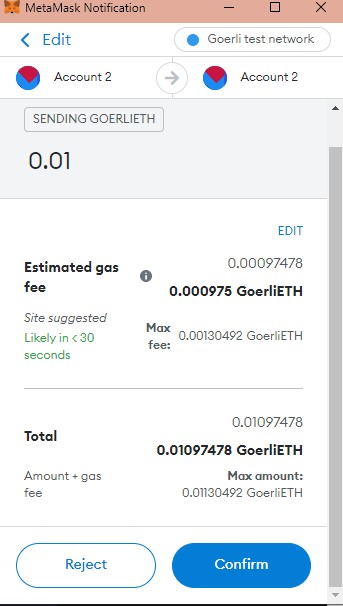 MetaMask Notification
Edit
Goerli test network
Account 2
Account 2
SENDING GOERLIETH
0.01
EDIT
Estimated gas
fee
0.00097478
0.000975 GoerliETH
Site suggested
Likely in < 30
seconds
Max
fee:
0.00130492 GoerliETH
Total
0.01097478
0.01097478 GoerliETH
Amount + gas
fee
Max amount:
0.01130492 GoerliETH
Reject
Confirm